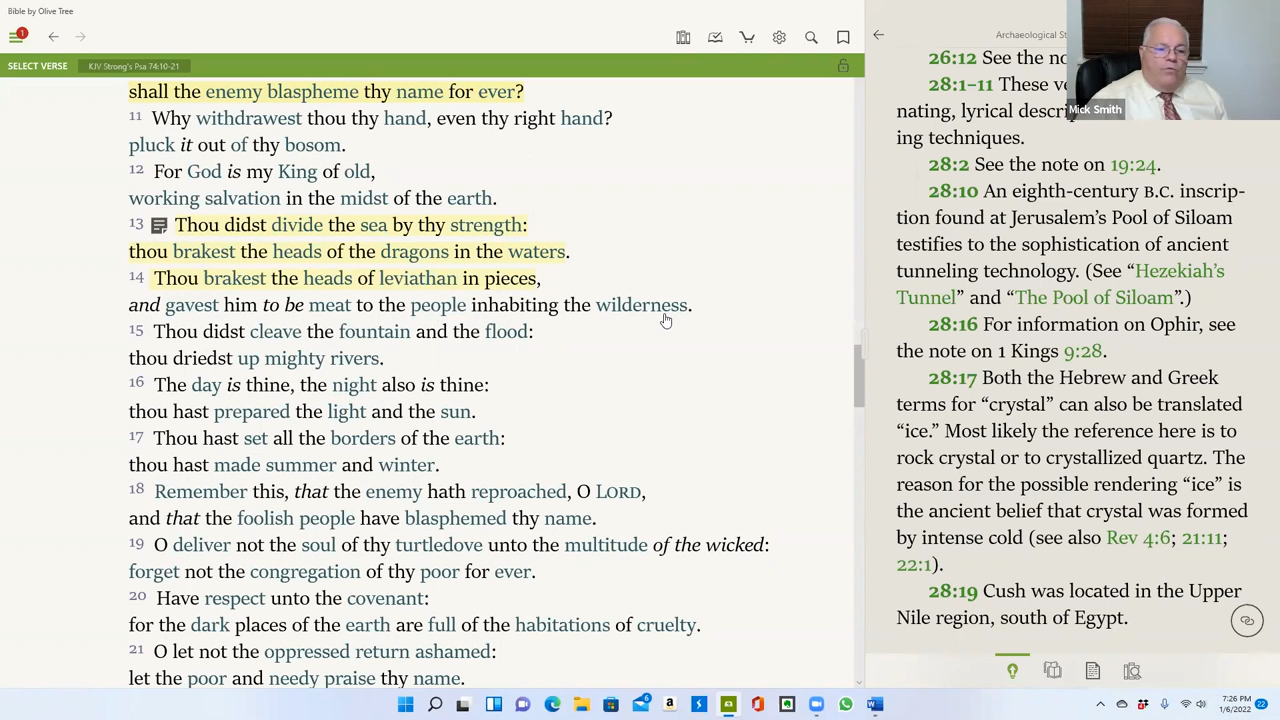 Bible by Olive Tree
1
SELECT VERSE
KJV Strong's Psa 74:10-21
shall the enemy blaspheme thy name for ever?
11 Why withdrawest thou thy hand, even thy right hand?
pluck it out of thy bosom.
12 For God is my King of old,
working salvation in the midst of the earth.
13 Thou didst divide the sea by thy strength:
thou brakest the heads of the dragons in the waters.
14 Thou brakest the heads of leviathan in pieces,
and gavest him to be meat to the people inhabiting the wilderness.
15 Thou didst cleave the fountain and the flood:
thou driedst up mighty rivers.
16 The day is thine, the night also is thine:
thou hast prepared the light and the sun.
17 Thou hast set all the borders of the earth:
thou hast made summer and winter.
18 Remember this, that the enemy hath reproached, O LORD,
and that the foolish people have blasphemed thy name.
19 O deliver not the soul of thy turtledove unto the multitude of the wicked:
forget not the congregation of thy poor for ever.
20 Have respect unto the covenant:
for the dark places of the earth are full of the habitations of cruelty.
21 O let not the oppressed return ashamed:
let the poor and needy praise thy name.
Archaeological St
26:12 See the no
28:1–11 These ve
nating, lyrical descrip
ing techniques.
28:2 See the note on 19:24.
28:10 An eighth-century B.C. inscrip-
tion found at Jerusalem's Pool of Siloam
testifies to the sophistication of ancient
tunneling technology. (See “Hezekiah's
Tunnel” and “The Pool of Siloam”.)
28:16 For information on Ophir, see
the note on 1 Kings 9:28.
28:17 Both the Hebrew and Greek
terms for “crystal” can also be translated
“ice.” Most likely the reference here is to
rock crystal or to crystallized quartz. The
reason for the possible rendering “ice” is
the ancient belief that crystal was formed
by intense cold (see also Rev 4:6; 21:11;
22:1).
28:19 Cush was located in the Upper
Nile region, south of Egypt.
Mick Smith
6
a
7:26 PM
1/6/2022
22